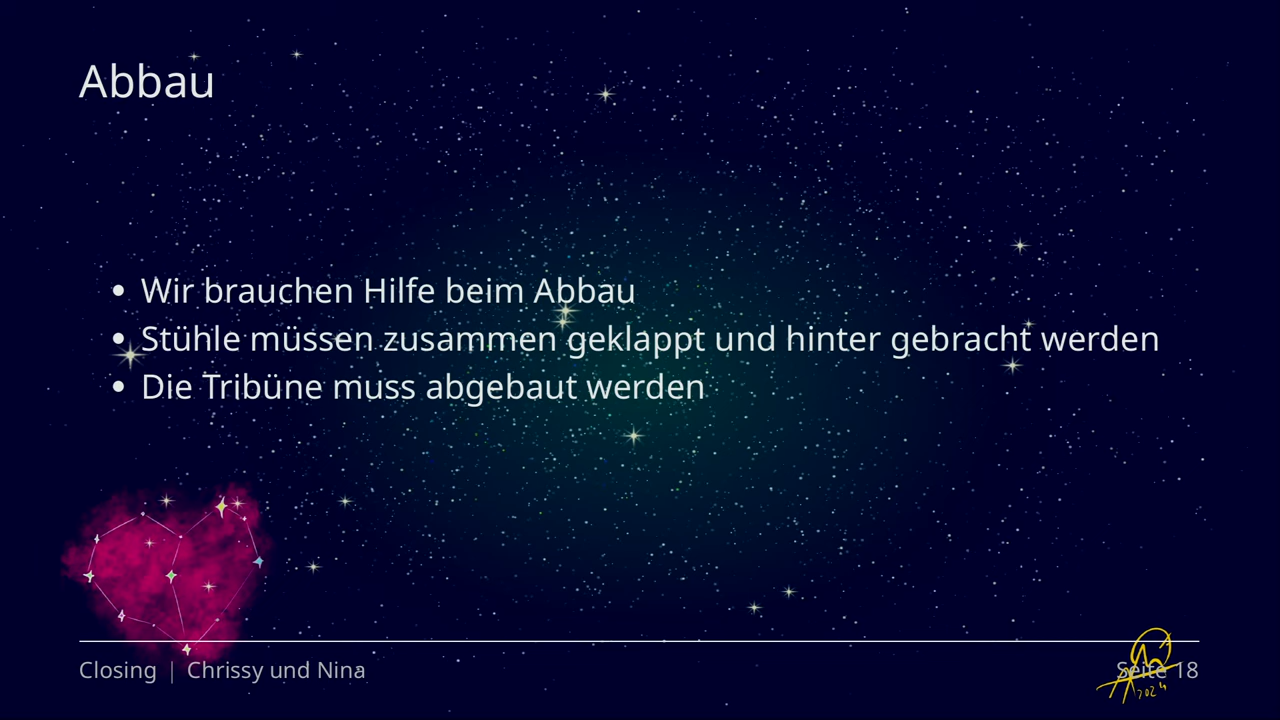 Abbau
• Wir brauchen Hilfe beim Abbau
• Stühle müssen zusammen geklappt und hinter gebracht werden
• Die Tribüne muss abgebaut werden
Closing | Chrissy und Nina
Seite 18
2024